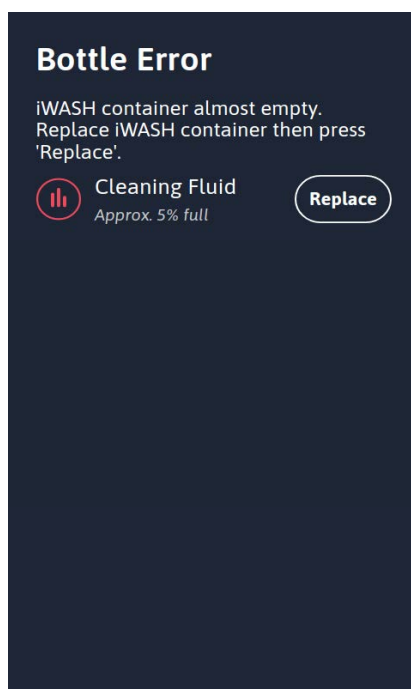 Bottle Error
iWASH container almost empty.
Replace iWASH container then press
'Replace'.
Cleaning Fluid
Replace
Approx. 5% full